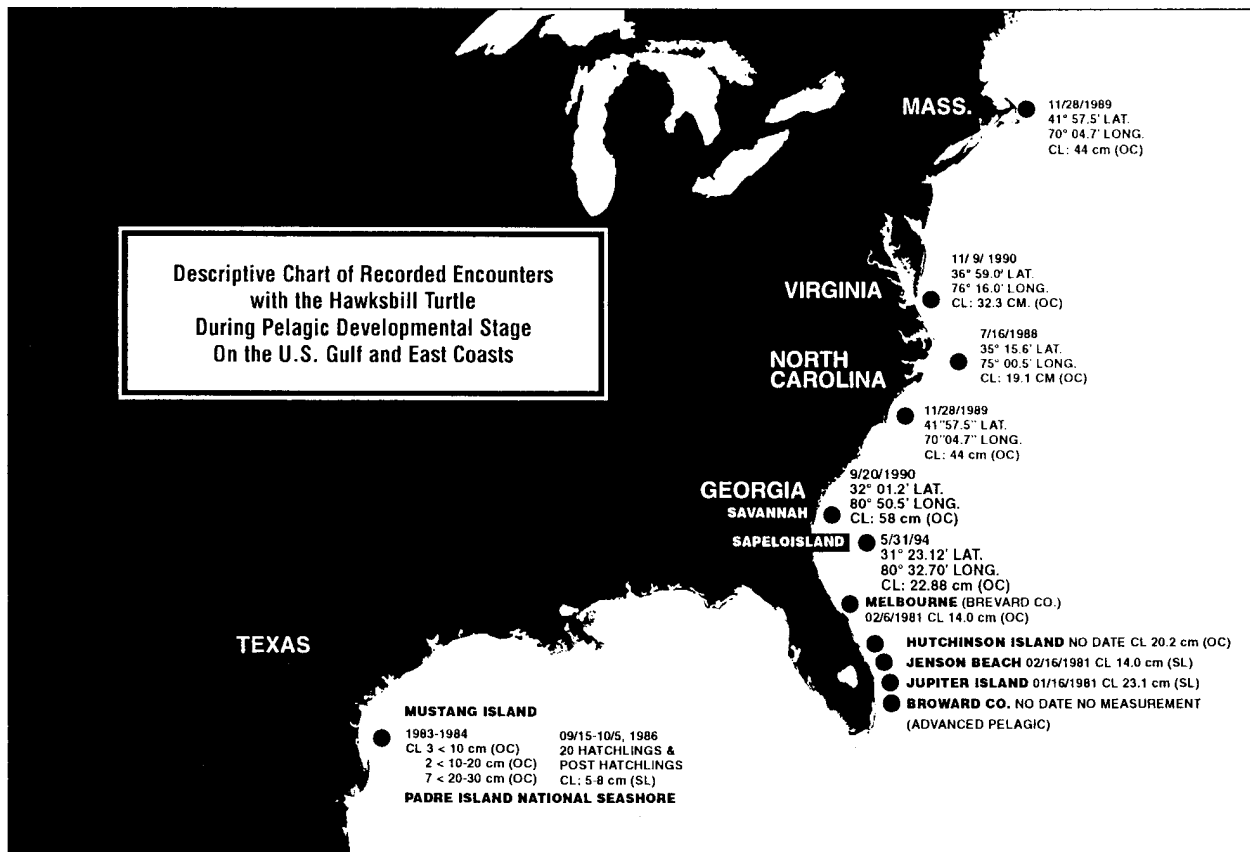 MASS.
11/28/1989
41° 57.5' LAT.
70° 04.7' LONG.
CL: 44 cm (OC)
Descriptive Chart of Recorded Encounters
with the Hawksbill Turtle
During Pelagic Developmental Stage
On the U.S. Gulf and East Coasts
VIRGINIA
11/ 9/ 1990
36° 59.0' LAT.
76° 16.0' LONG.
CL: 32.3 CM. (OC)
NORTH
CAROLINA
7/16/1988
35° 15.6' LAT.
75° 00.5' LONG.
CL: 19.1 CM (OC)
11/28/1989
41"57.5" LAT.
70"04.7" LONG.
CL: 44 cm (OC)
GEORGIA
SAVANNAH
9/20/1990
32° 01.2' LAT.
80° 50.5' LONG.
CL: 58 cm (OC)
SAPELOISLAND
5/31/94
31° 23.12' LAT.
80° 32.70' LONG.
CL: 22.88 cm (OC)
MELBOURNE (BREVARD CO.)
02/6/1981 CL 14.0 cm (OC)
HUTCHINSON ISLAND NO DATE CL 20.2 cm (OC)
JENSON BEACH 02/16/1981 CL 14.0 cm (SL)
JUPITER ISLAND 01/16/1981 CL 23.1 cm (SL)
BROWARD CO. NO DATE NO MEASUREMENT
(ADVANCED PELAGIC)
TEXAS
MUSTANG ISLAND
1983-1984
CL 3 < 10 cm (OC)
2 < 10-20 cm (OC)
7 < 20-30 cm (OC)
09/15-10/5, 1986
20 HATCHLINGS &
POST HATCHLINGS
CL: 5-8 cm (SL)
PADRE ISLAND NATIONAL SEASHORE